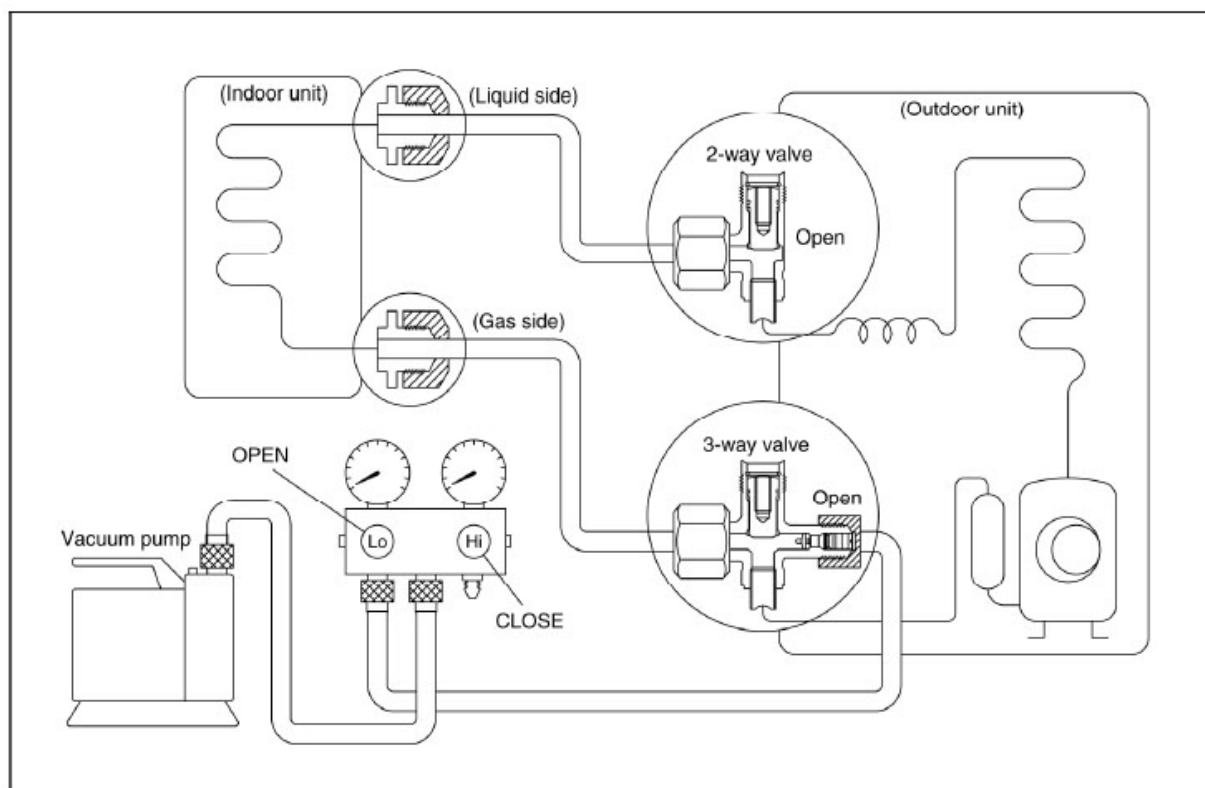 (Indoor unit)
(Liquid side)
(Outdoor unit)
2-way valve
Open
(Gas side)
3-way valve
Open
OPEN
Lo
Hi
Vacuum pump
CLOSE